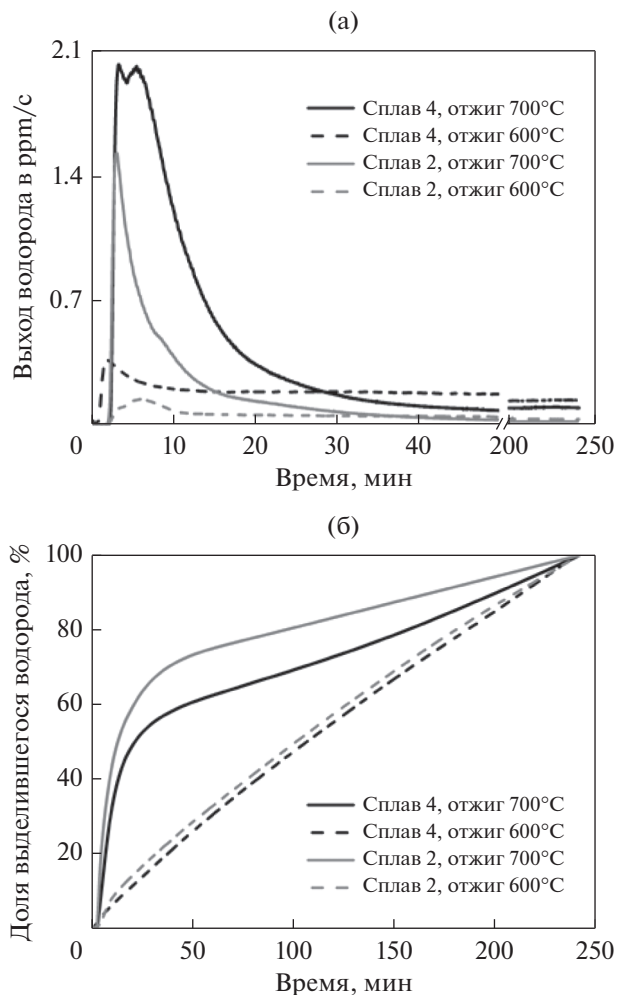 (а)
Выход водорода в ppm/с
2.1
1.4
0.7
Сплав 4, отжиг 700°C
Сплав 4, отжиг 600°C
Сплав 2, отжиг 700°C
Сплав 2, отжиг 600°C
0 10 20 30 40 200 250
Время, мин
(б)
Доля выделившегося водорода, %
100
80
60
40
20
Сплав 4, отжиг 700°C
Сплав 4, отжиг 600°C
Сплав 2, отжиг 700°C
Сплав 2, отжиг 600°C
0 50 100 150 200 250
Время, мин